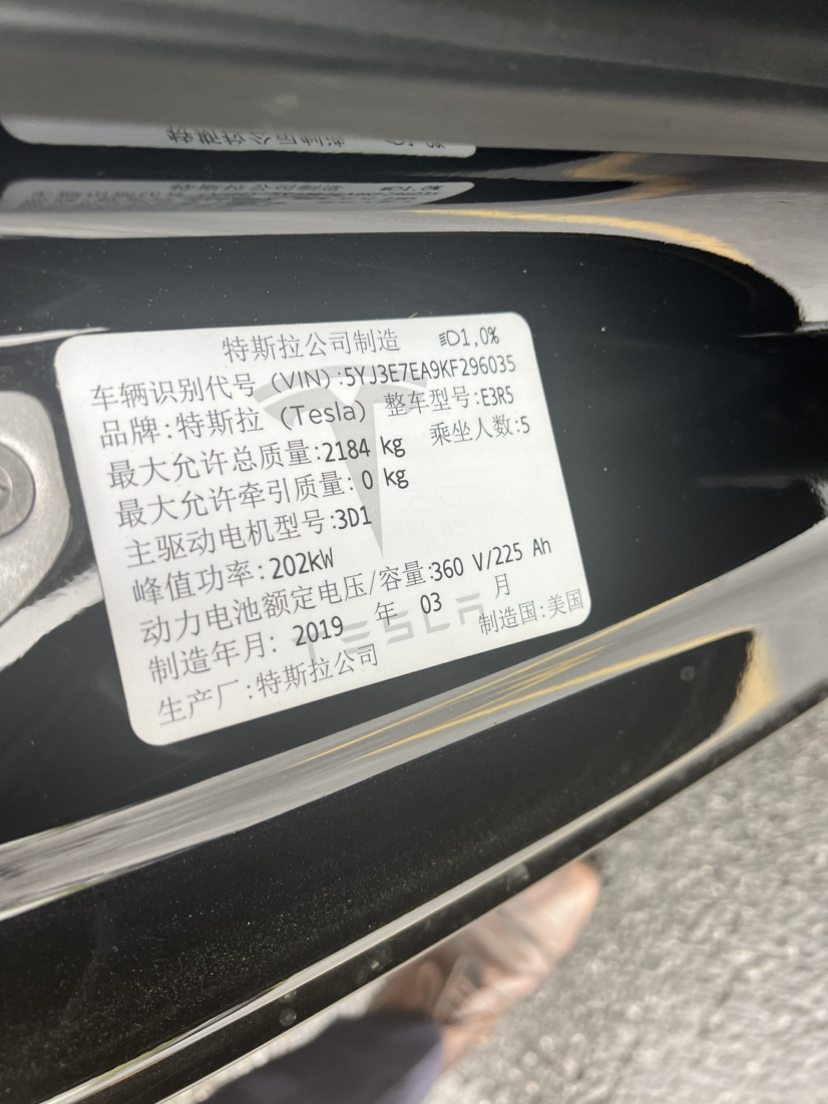 特斯拉公司制造 D1,0%
车辆识别代号 (VIN):5YJ3E7EA9KF296035
品牌:特斯拉 (Tesla) 整车型号:E3R5
最大允许总质量:2184 kg 乘坐人数:5
最大允许牵引质量: 0 kg
主驱动电机型号:3D1
峰值功率:202kW
动力电池额定电压/容量:360 V/225 Ah
制造年月: 2019 年 03 月
生产厂:特斯拉公司 制造国:美国
TESLA